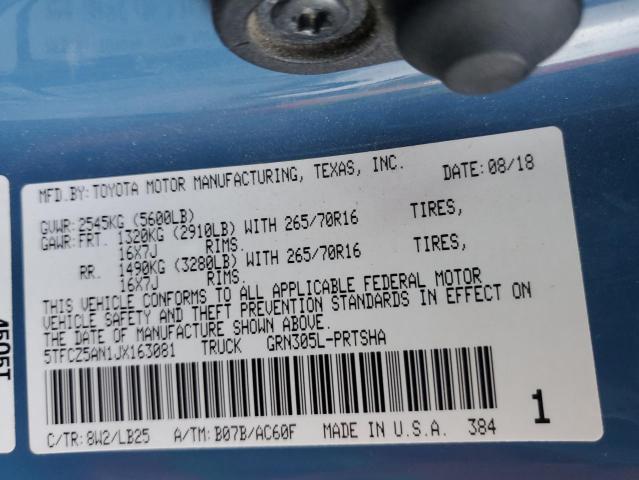 MFD.BY:TOYOTA MOTOR MANUFACTURING, TEXAS, INC. DATE:08/18
GVWR:2545KG (5600LB)
GAWR:FRT. 1320KG (2910LB) WITH 265/70R16 TIRES,
16X7J RIMS.
RR. 1490KG (3280LB) WITH 265/70R16 TIRES,
16X7J RIMS.
THIS VEHICLE CONFORMS TO ALL APPLICABLE FEDERAL MOTOR
VEHICLE SAFETY AND THEFT PREVENTION STANDARDS IN EFFECT ON
THE DATE OF MANUFACTURE SHOWN ABOVE.
5TFCZ5AN1JX163081 TRUCK GRN305L-PRTSHA
C/TR:8W2/LB25 A/TM:B07B/AC60F MADE IN U.S.A. 384 1
4505T